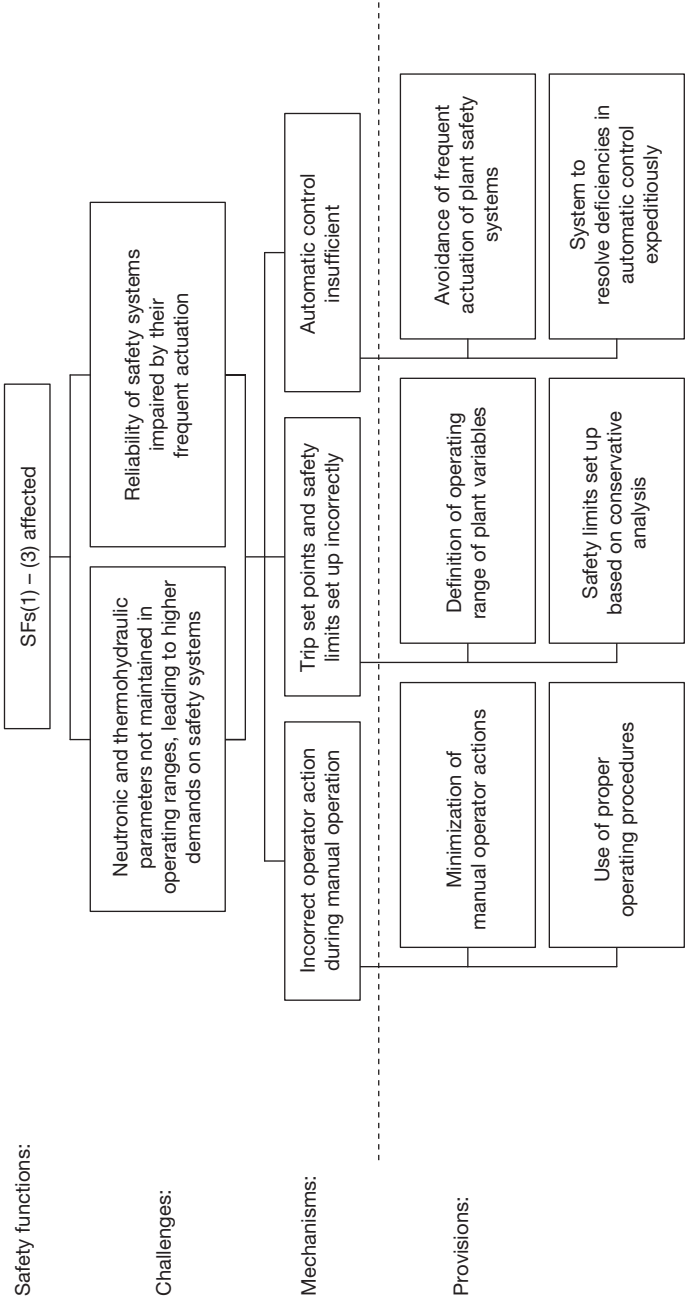 Safety functions:
SFs(1) – (3) affected
Challenges:
Neutronic and thermohydraulic
parameters not maintained in
operating ranges, leading to higher
demands on safety systems
Reliability of safety systems
impaired by their
frequent actuation
Mechanisms:
Incorrect operator action
during manual operation
Trip set points and safety
limits set up incorrectly
Automatic control
insufficient
Provisions:
Minimization of
manual operator actions
Definition of operating
range of plant variables
Avoidance of frequent
actuation of plant safety
systems
Use of proper
operating procedures
Safety limits set up
based on conservative
analysis
System to
resolve deficiencies in
automatic control
expeditiously